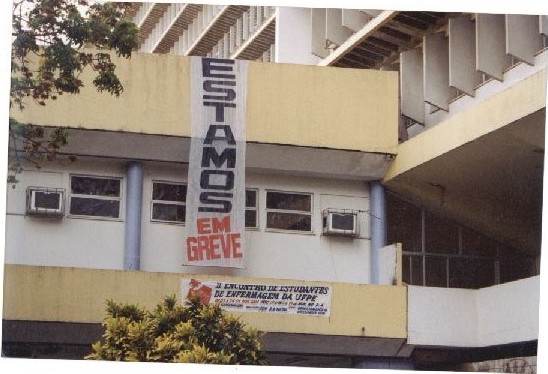 ESTAMOS
EM
GREVE
II ENCONTRO DE ESTUDANTES
DE ENFERMAGEM DA UFPE